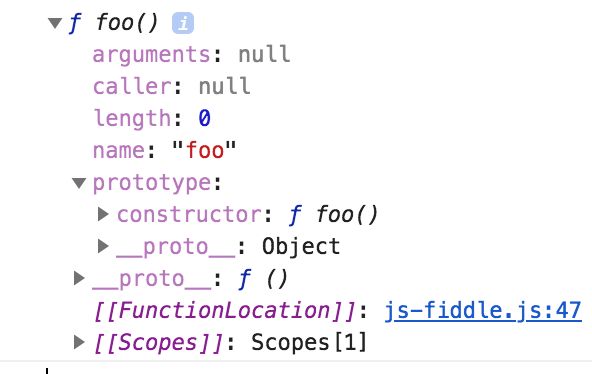 ▼ ƒ foo() i
arguments: null
caller: null
length: 0
name: "foo"
▼ prototype:
▶ constructor: ƒ foo()
▶ __proto__: Object
▶ __proto__: ƒ ()
[[FunctionLocation]]: js-fiddle.js:47
▶ [[Scopes]]: Scopes[1]